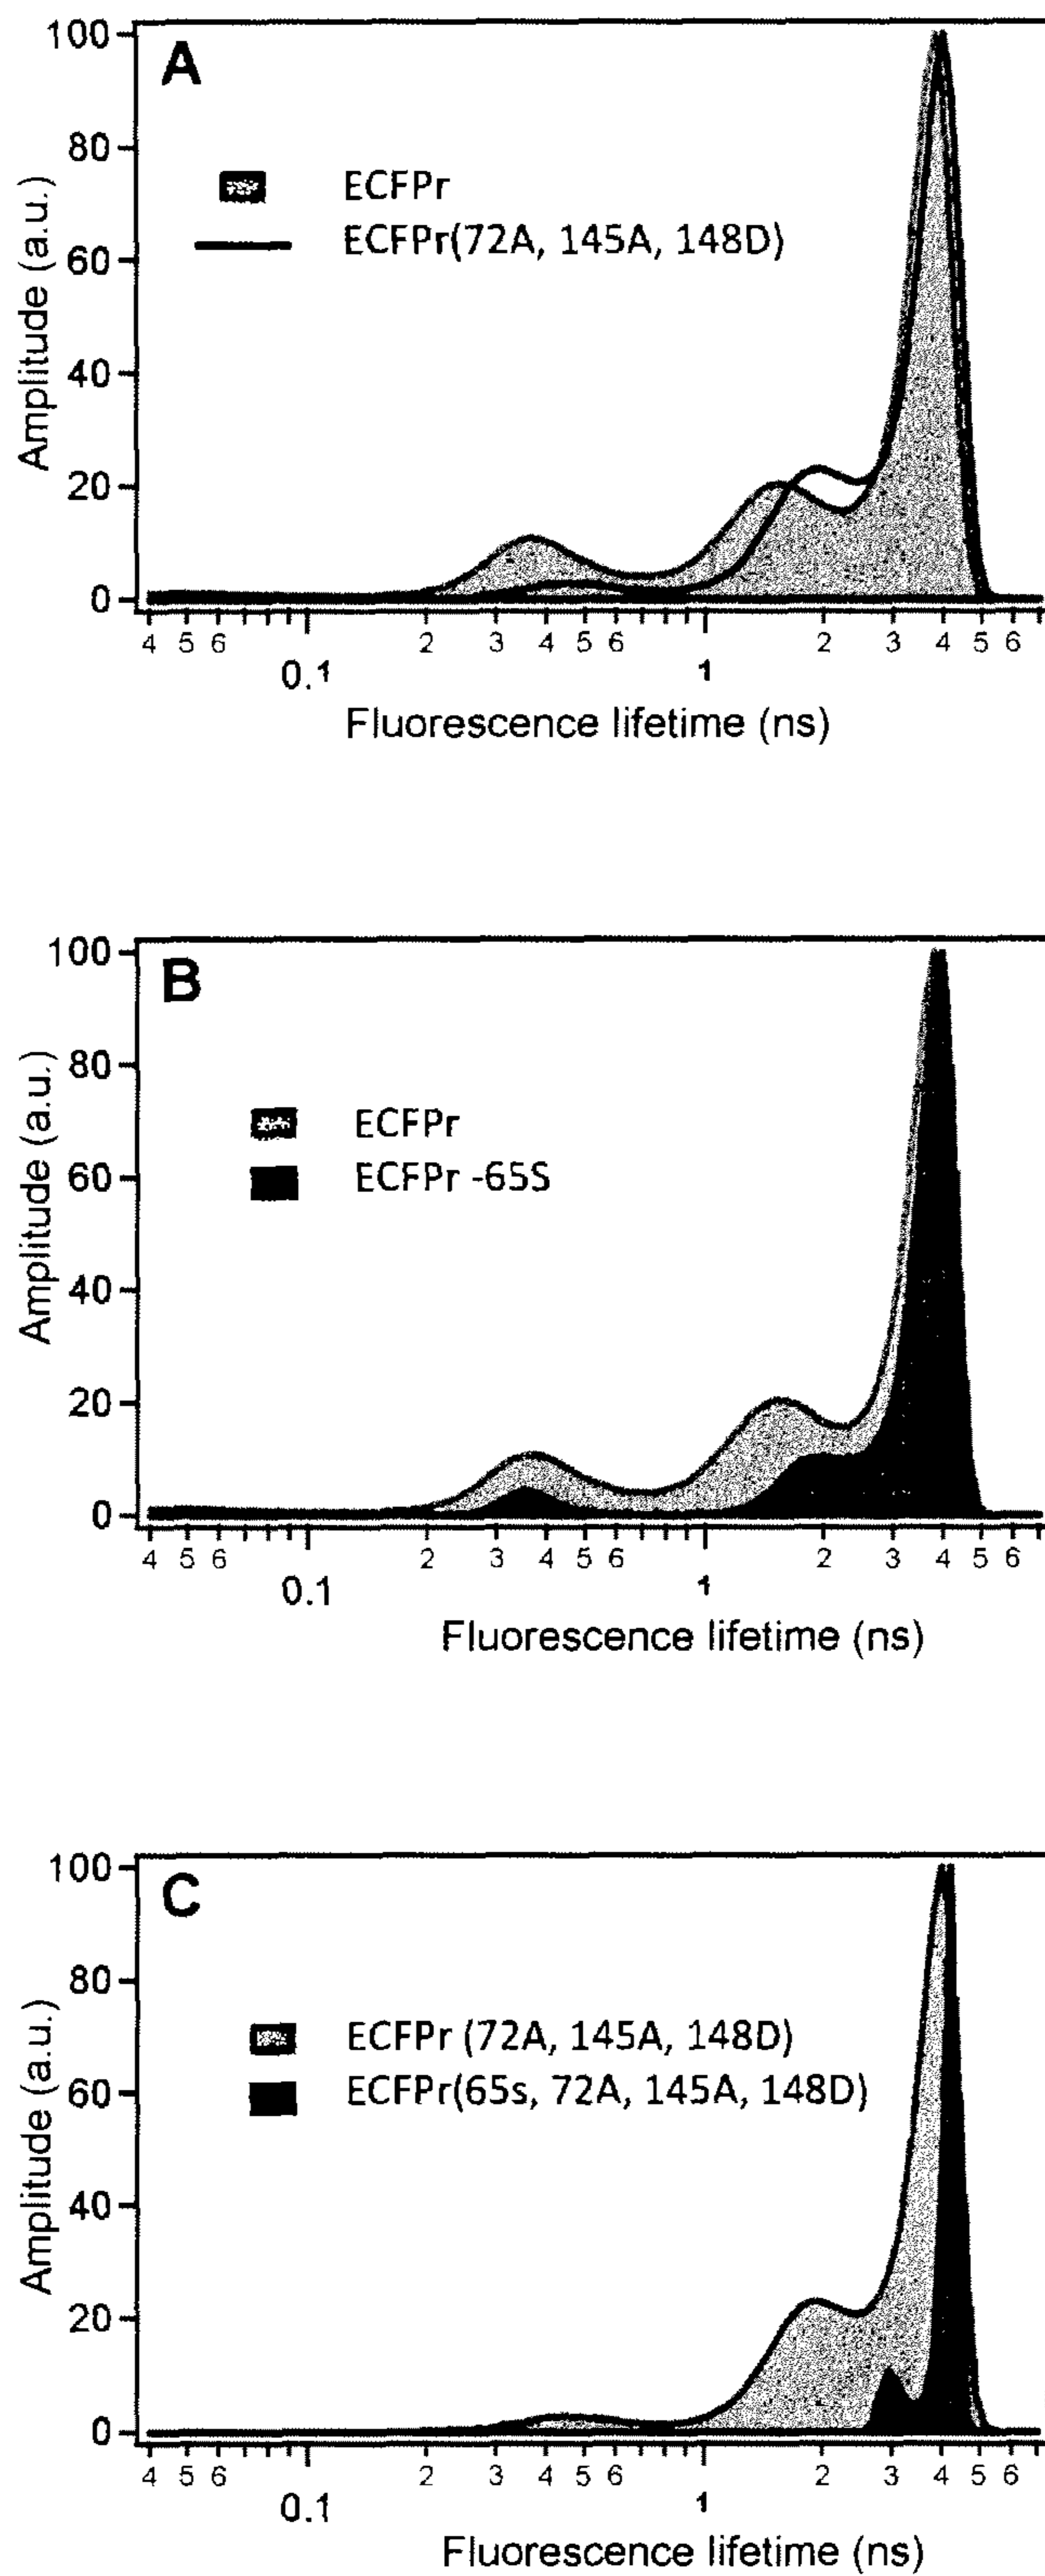 A
100
80
60
40
20
0
Amplitude (a.u.)
ECFPr
ECFPr(72A, 145A, 148D)
4 5 6 2 3 4 5 6 2 3 4 5 6
0.1 1
Fluorescence lifetime (ns)
B
100
80
60
40
20
0
Amplitude (a.u.)
ECFPr
ECFPr -65S
4 5 6 2 3 4 5 6 2 3 4 5 6
0.1 1
Fluorescence lifetime (ns)
C
100
80
60
40
20
0
Amplitude (a.u.)
ECFPr (72A, 145A, 148D)
ECFPr(65s, 72A, 145A, 148D)
4 5 6 2 3 4 5 6 2 3 4 5 6
0.1 1
Fluorescence lifetime (ns)